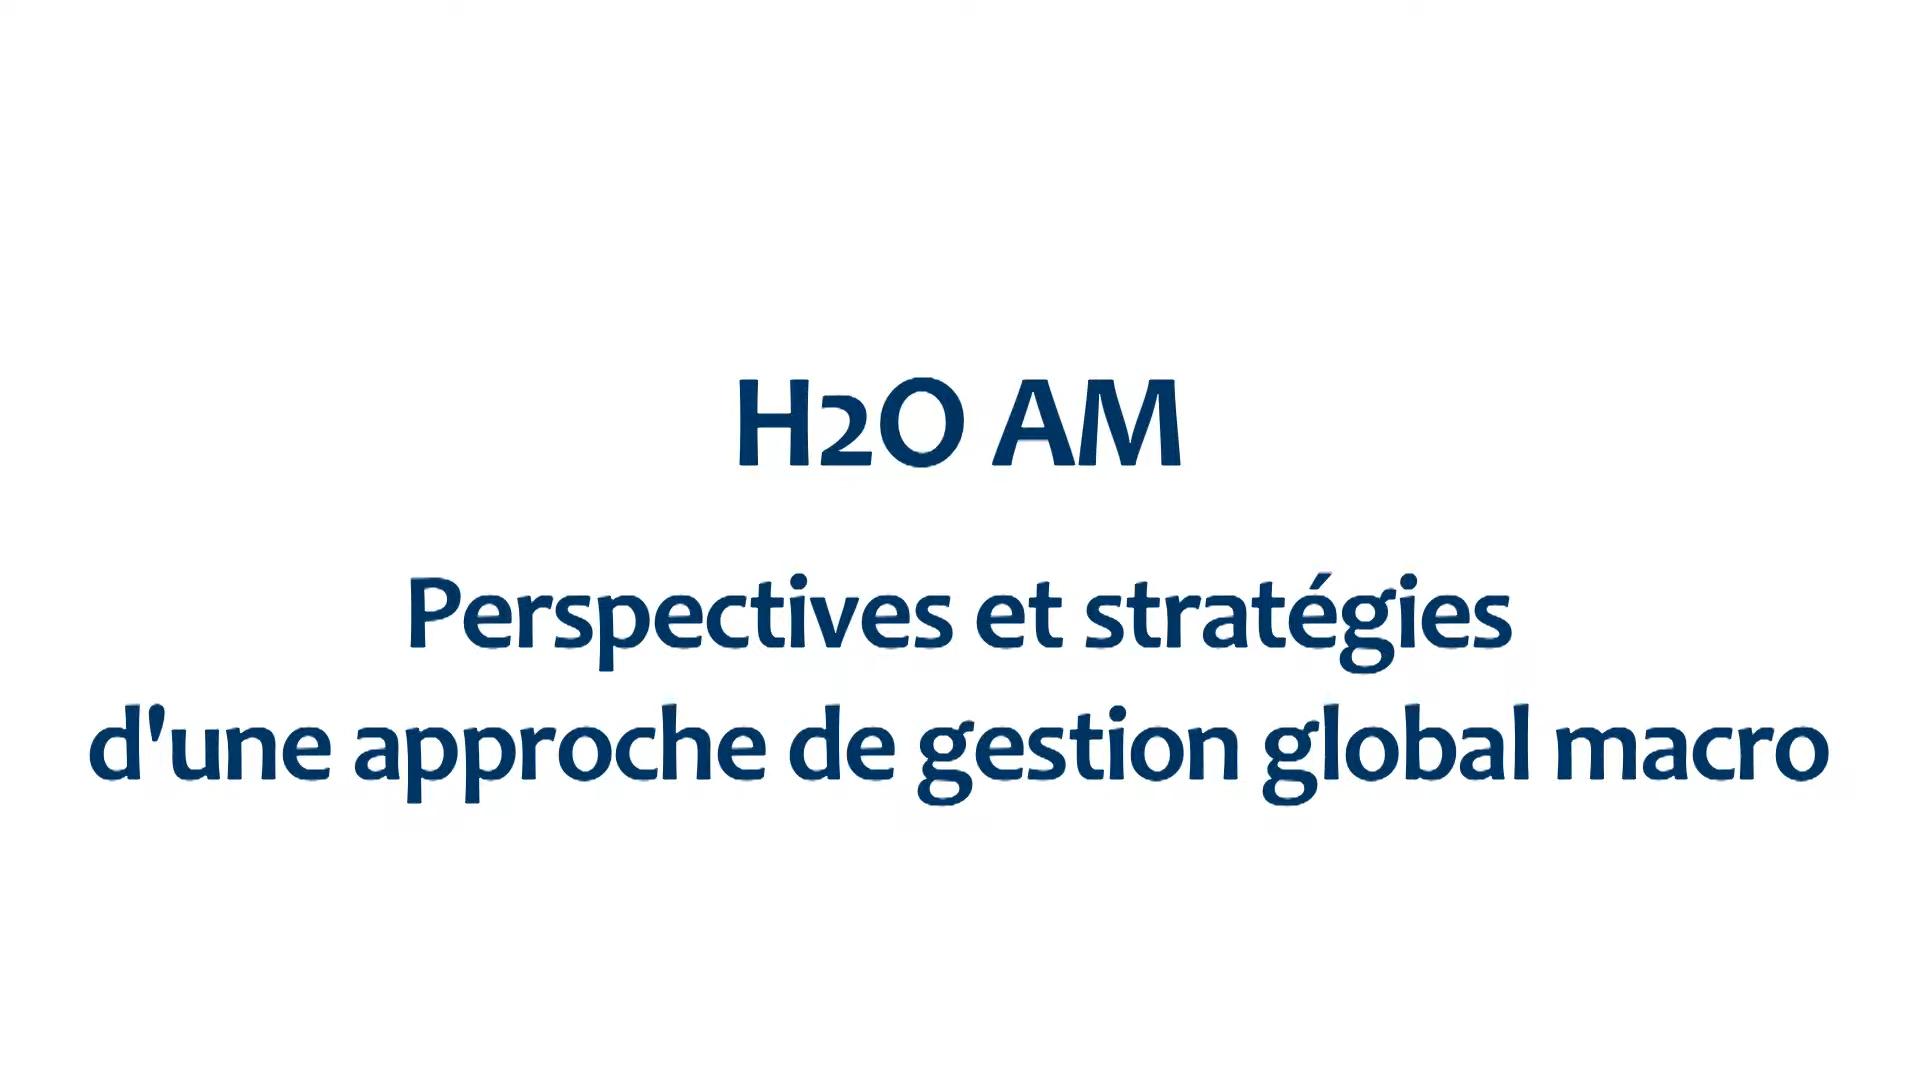 H2O AM
Perspectives et stratégies
d'une approche de gestion global macro